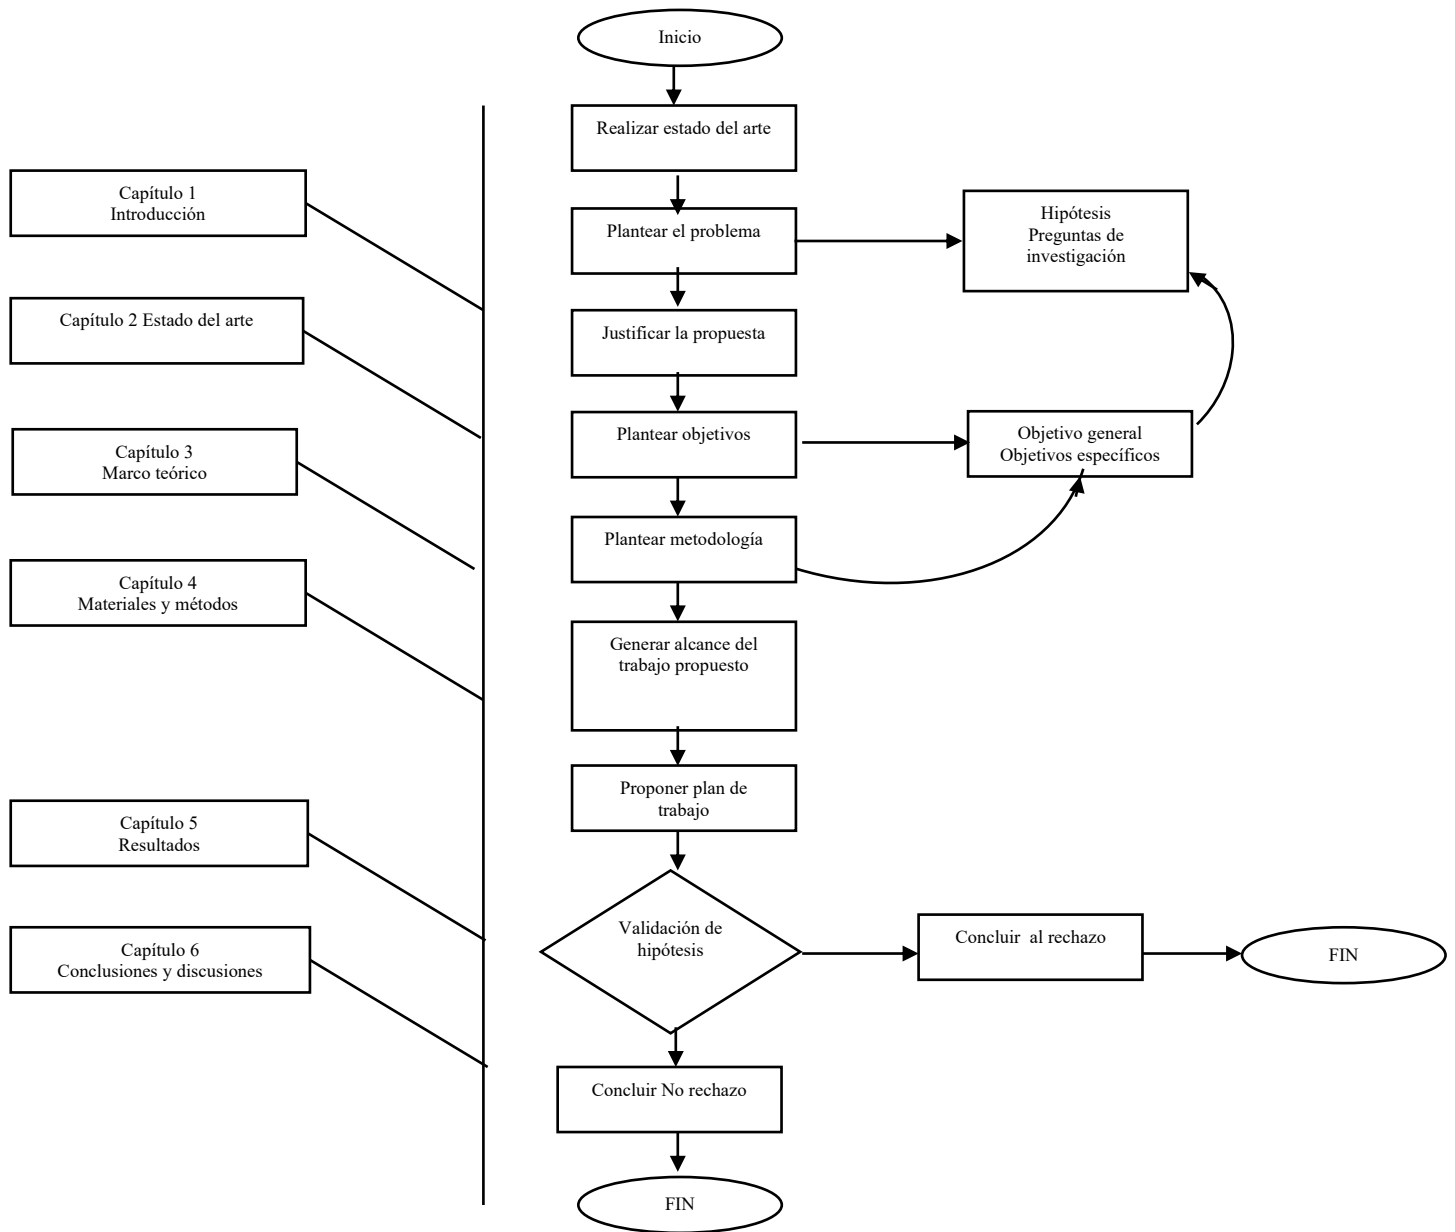 Inicio
Realizar estado del arte
Capítulo 1
Introducción
Plantear el problema
Hipótesis
Preguntas de
investigación
Capítulo 2 Estado del arte
Justificar la propuesta
Capítulo 3
Marco teórico
Plantear objetivos
Objetivo general
Objetivos específicos
Plantear metodología
Capítulo 4
Materiales y métodos
Generar alcance del
trabajo propuesto
Proponer plan de
trabajo
Capítulo 5
Resultados
Validación de
hipótesis
Concluir  al rechazo
FIN
Capítulo 6
Conclusiones y discusiones
Concluir No rechazo
FIN